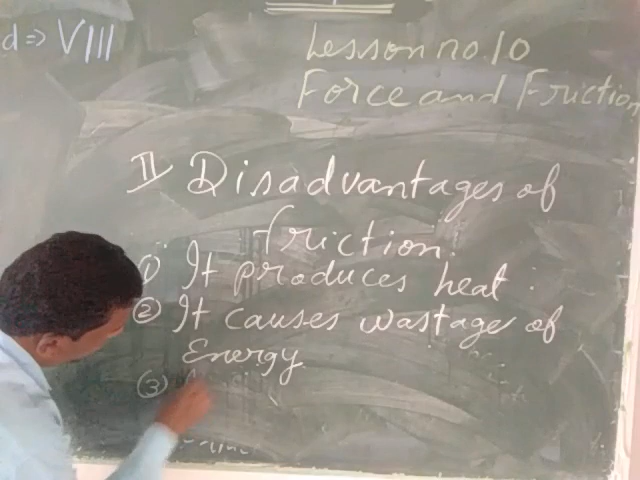 d => VIII
Lesson no. 10
Force and Friction
II Disadvantages of
friction.
1) It produces heat.
② It causes wastage of
Energy
③